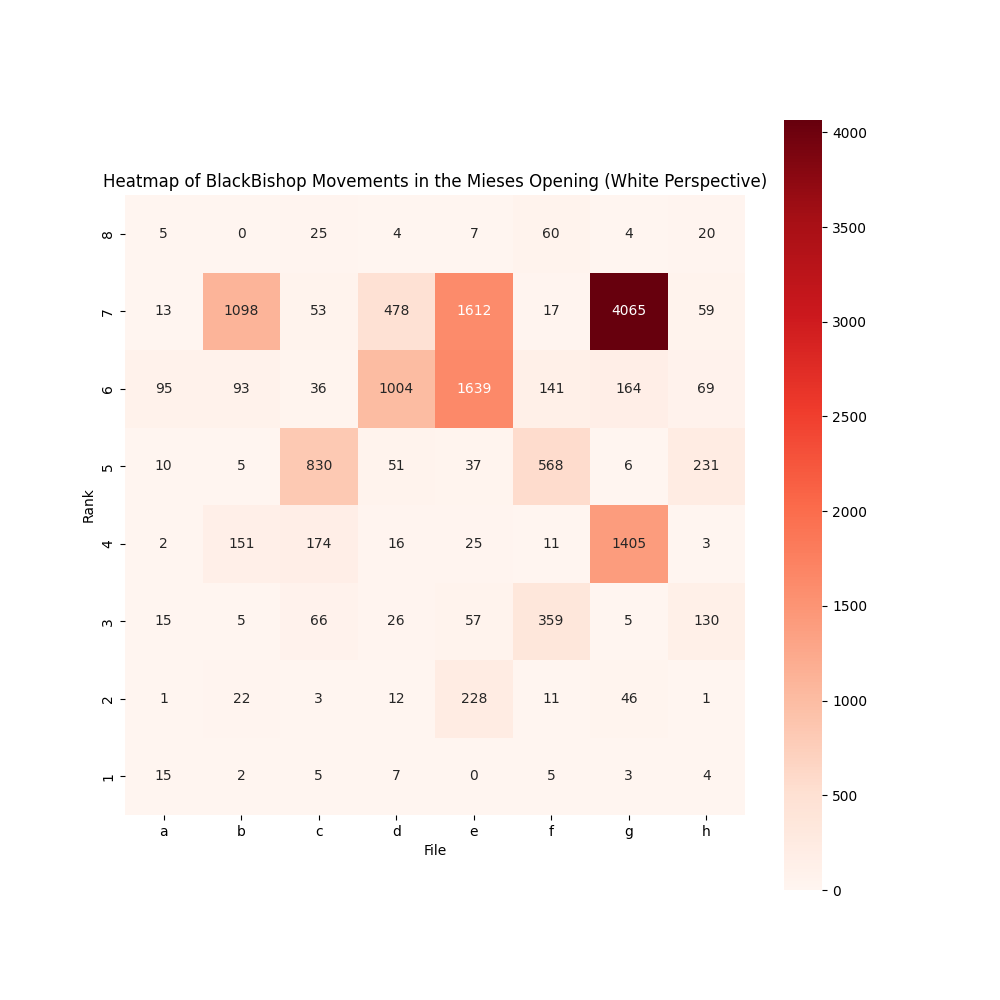 Heatmap of BlackBishop Movements in the Mieses Opening (White Perspective)
8 5 0 25 4 7 60 4 20
7 13 1098 53 478 1612 17 4065 59
6 95 93 36 1004 1639 141 164 69
5 10 5 830 51 37 568 6 231
4 2 151 174 16 25 11 1405 3
3 15 5 66 26 57 359 5 130
2 1 22 3 12 228 11 46 1
1 15 2 5 7 0 5 3 4
a b c d e f g h
File
Rank
4000
3500
3000
2500
2000
1500
1000
500
0